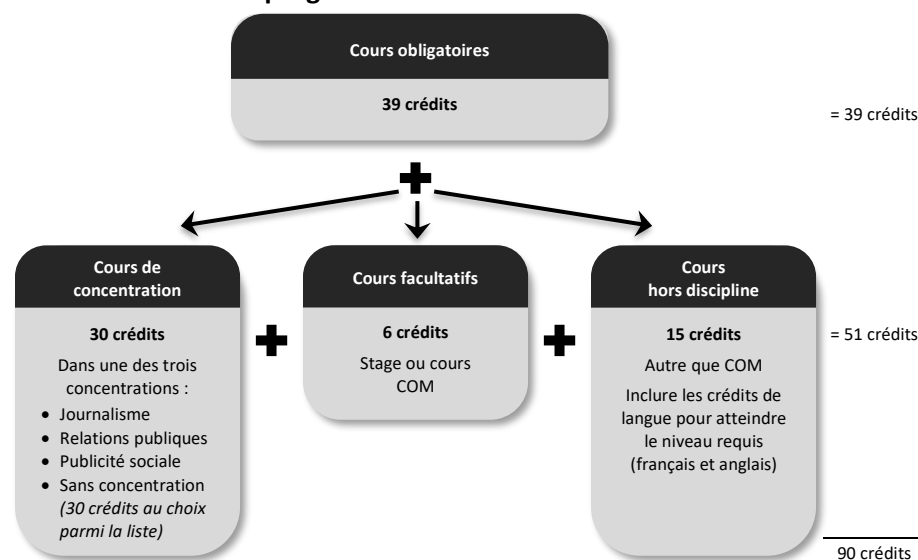 Cours obligatoires
39 crédits
= 39 crédits
Cours de
concentration
30 crédits
Dans une des trois
concentrations :
• Journalisme
• Relations publiques
• Publicité sociale
• Sans concentration
(30 crédits au choix
parmi la liste)
Cours facultatifs
6 crédits
Stage ou cours
COM
Cours
hors discipline
15 crédits
Autre que COM
Inclure les crédits de
langue pour atteindre
le niveau requis
(français et anglais)
= 51 crédits
90 crédits